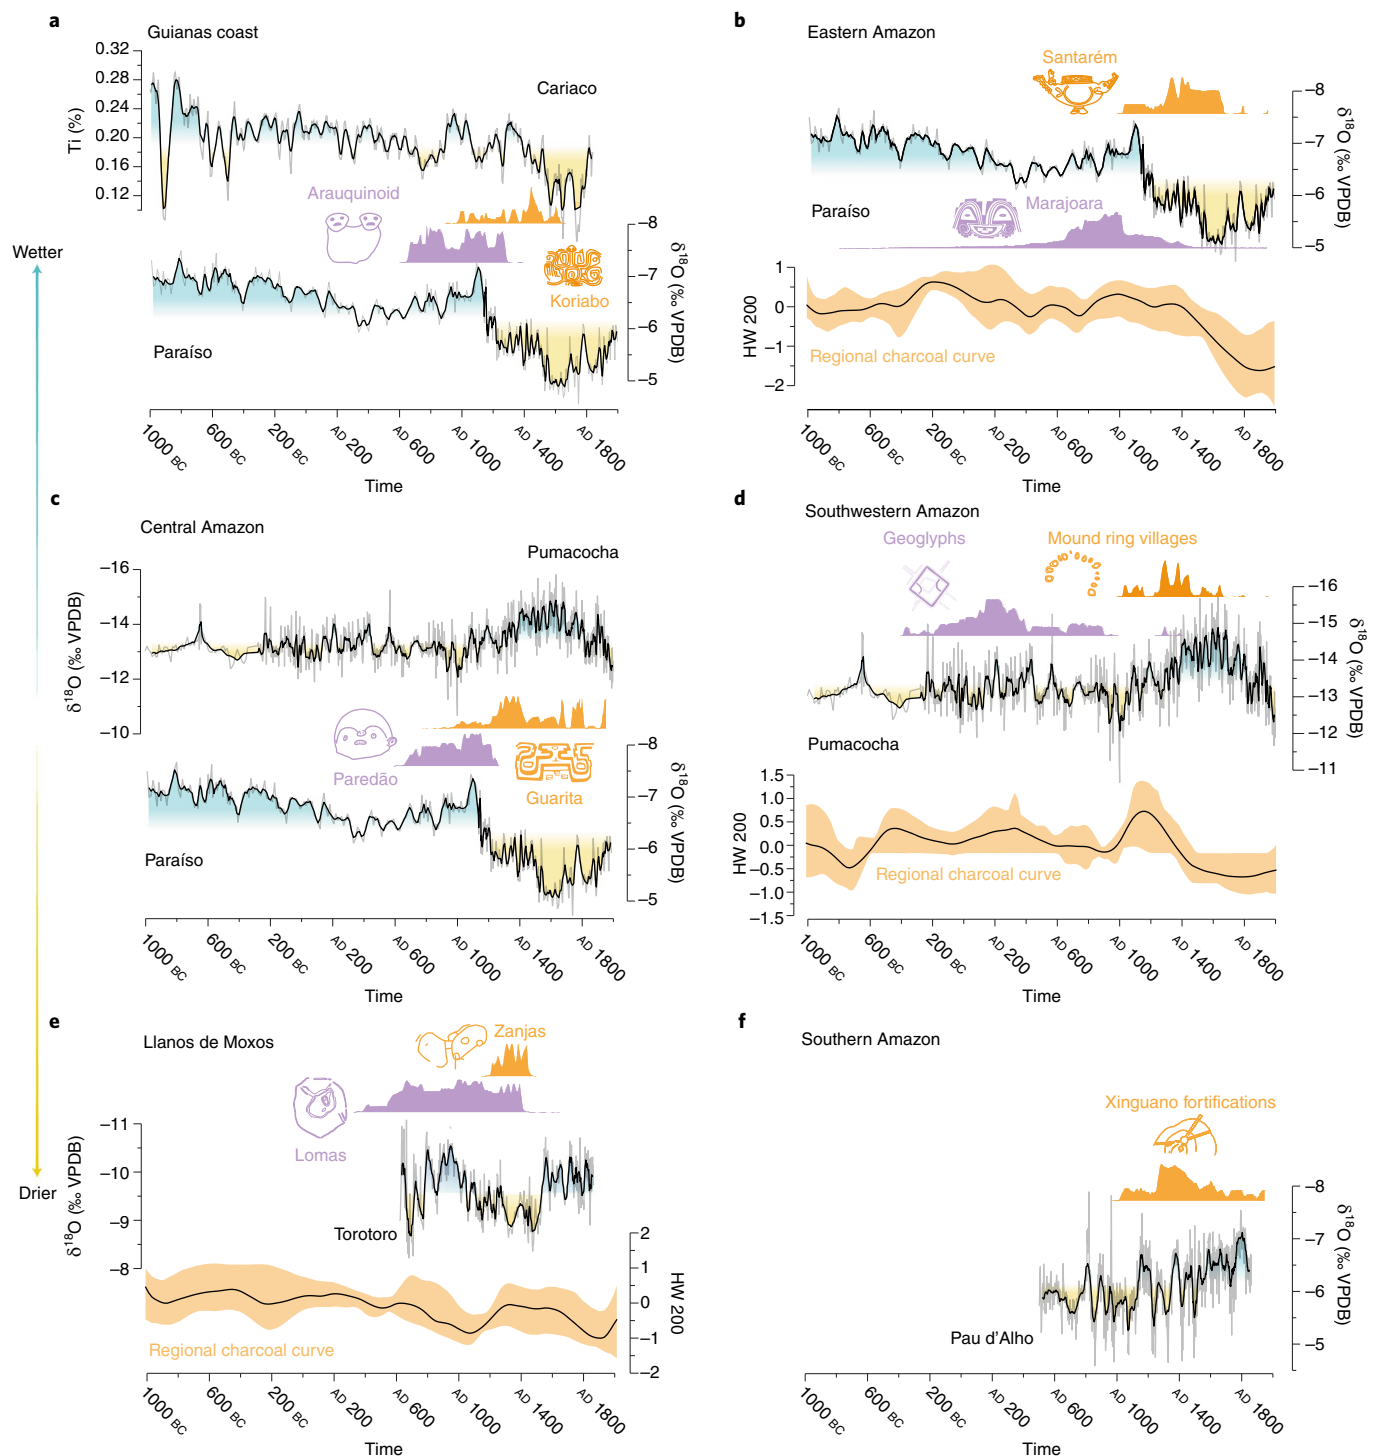 Wetter
Drier
a
Guianas coast
0.32
0.28
0.24
0.20
0.16
0.12
Ti (%)
Cariaco
Arauquinoid
Koriabo
Paraíso
–8
–7
–6
–5
δ18O (‰ VPDB)
1000 BC
600 BC
200 BC
AD 200
AD 600
AD 1000
AD 1400
AD 1800
Time
b
Eastern Amazon
Santarém
–8
–7
–6
–5
δ18O (‰ VPDB)
Paraíso
Marajoara
1
0
–1
–2
HW 200
Regional charcoal curve
1000 BC
600 BC
200 BC
AD 200
AD 600
AD 1000
AD 1400
AD 1800
Time
c
Central Amazon
Pumacocha
–16
–14
–12
–10
δ18O (‰ VPDB)
Paredão
Guarita
Paraíso
–8
–7
–6
–5
δ18O (‰ VPDB)
1000 BC
600 BC
200 BC
AD 200
AD 600
AD 1000
AD 1400
AD 1800
Time
d
Southwestern Amazon
Geoglyphs
Mound ring villages
–16
–15
–14
–13
–12
–11
δ18O (‰ VPDB)
Pumacocha
1.5
1.0
0.5
0.0
–0.5
–1.0
–1.5
HW 200
Regional charcoal curve
1000 BC
600 BC
200 BC
AD 200
AD 600
AD 1000
AD 1400
AD 1800
Time
e
Llanos de Moxos
Zanjas
Lomas
–11
–10
–9
–8
δ18O (‰ VPDB)
Torotoro
2
1
0
–1
–2
HW 200
Regional charcoal curve
1000 BC
600 BC
200 BC
AD 200
AD 600
AD 1000
AD 1400
AD 1800
Time
f
Southern Amazon
Xinguano fortifications
–8
–7
–6
–5
δ18O (‰ VPDB)
Pau d'Alho
1000 BC
600 BC
200 BC
AD 200
AD 600
AD 1000
AD 1400
AD 1800
Time